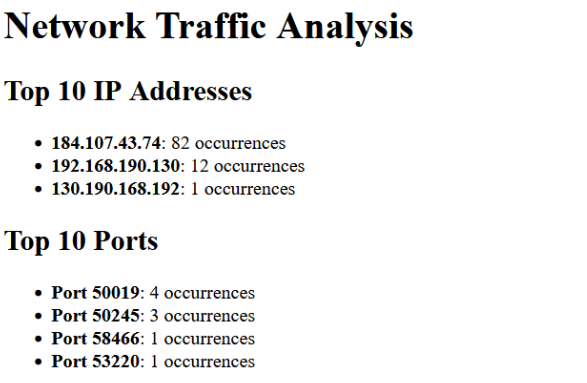 Network Traffic Analysis
Top 10 IP Addresses
184.107.43.74: 82 occurrences
192.168.190.130: 12 occurrences
130.190.168.192: 1 occurrences
Top 10 Ports
Port 50019: 4 occurrences
Port 50245: 3 occurrences
Port 58466: 1 occurrences
Port 53220: 1 occurrences